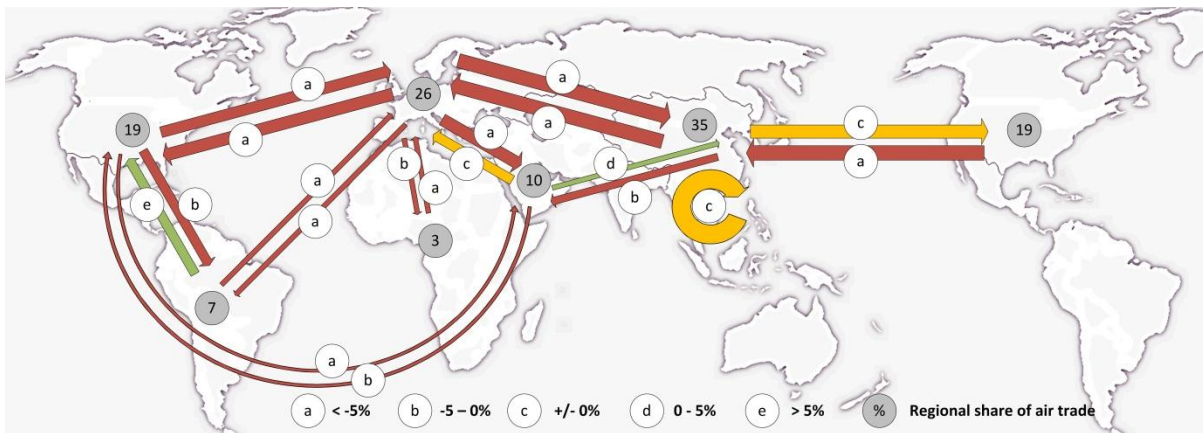 a
26
19
a
35
19
a
a
a
c
a
b
c
10
d
a
a
b
c
e
b
a
a
3
7
a
b
a < -5% b -5 – 0% c +/- 0% d 0 - 5% e > 5% % Regional share of air trade